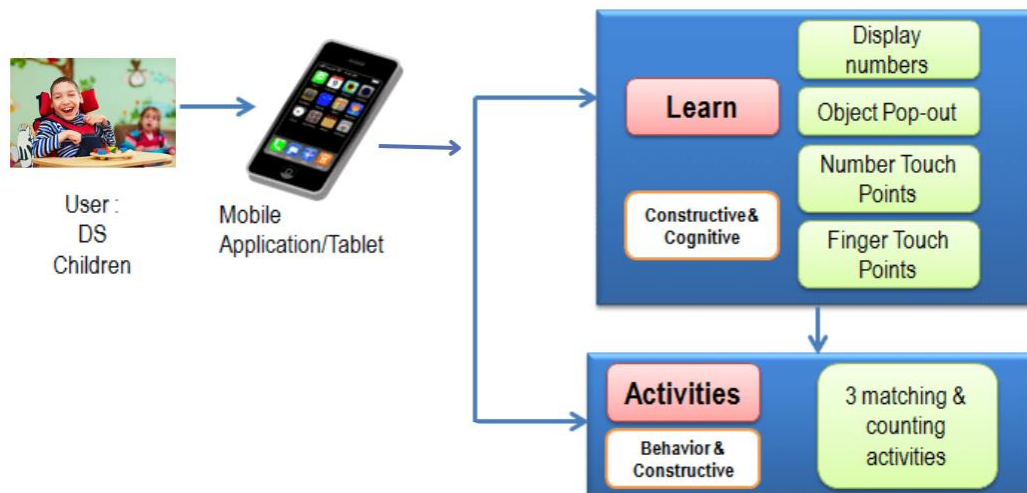 User :
DS
Children
Mobile
Application/Tablet
Learn
Constructive &
Cognitive
Display
numbers
Object Pop-out
Number Touch
Points
Finger Touch
Points
Activities
Behavior &
Constructive
3 matching &
counting
activities